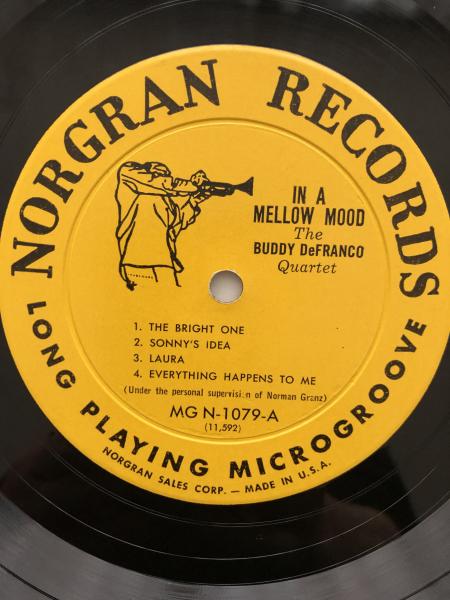 NORGRAN RECORDS
IN A
MELLOW MOOD
The
BUDDY DeFRANCO
Quartet
1. THE BRIGHT ONE
2. SONNY'S IDEA
3. LAURA
4. EVERYTHING HAPPENS TO ME
(Under the personal supervision of Norman Granz)
MG N-1079-A
(11,592)
LONG PLAYING MICROGROOVE
NORGRAN SALES CORP. — MADE IN U.S.A.